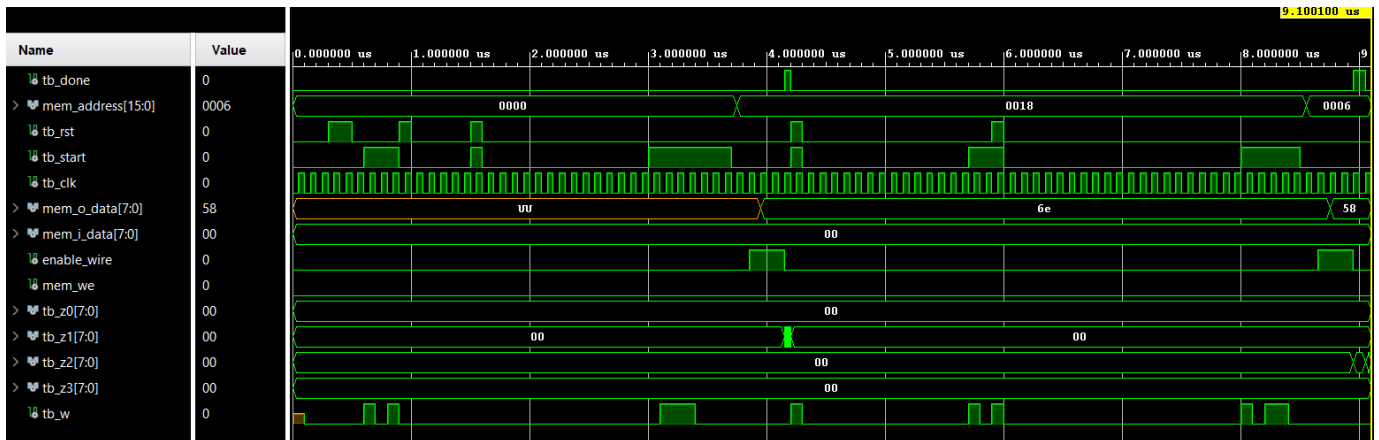 9.100100 us
Name Value
0.000000 us 1.000000 us 2.000000 us 3.000000 us 4.000000 us 5.000000 us 6.000000 us 7.000000 us 8.000000 us 9
tb_done 0
mem_address[15:0] 0006 0000 0018 0006
tb_rst 0
tb_start 0
tb_clk 0
mem_o_data[7:0] 58 UU 6e 58
mem_i_data[7:0] 00 00
enable_wire 0
mem_we 0
tb_z0[7:0] 00 00
tb_z1[7:0] 00 00 00
tb_z2[7:0] 00 00
tb_z3[7:0] 00 00
tb_w 0